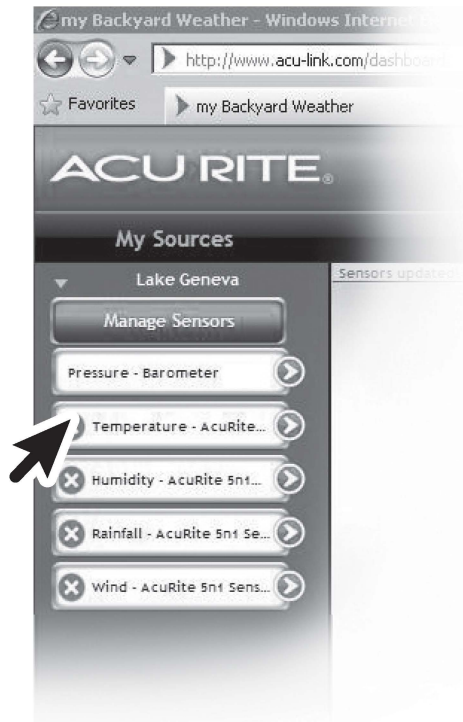 my Backyard Weather - Windows Internet
http://www.acu-link.com/dashboard
Favorites
my Backyard Weather
ACU RITE®
My Sources
Lake Geneva
Sensors updated
Manage Sensors
Pressure - Barometer
Temperature - AcuRite...
Humidity - AcuRite 5n1...
Rainfall - AcuRite 5n1 Se...
Wind - AcuRite 5n1 Sens...